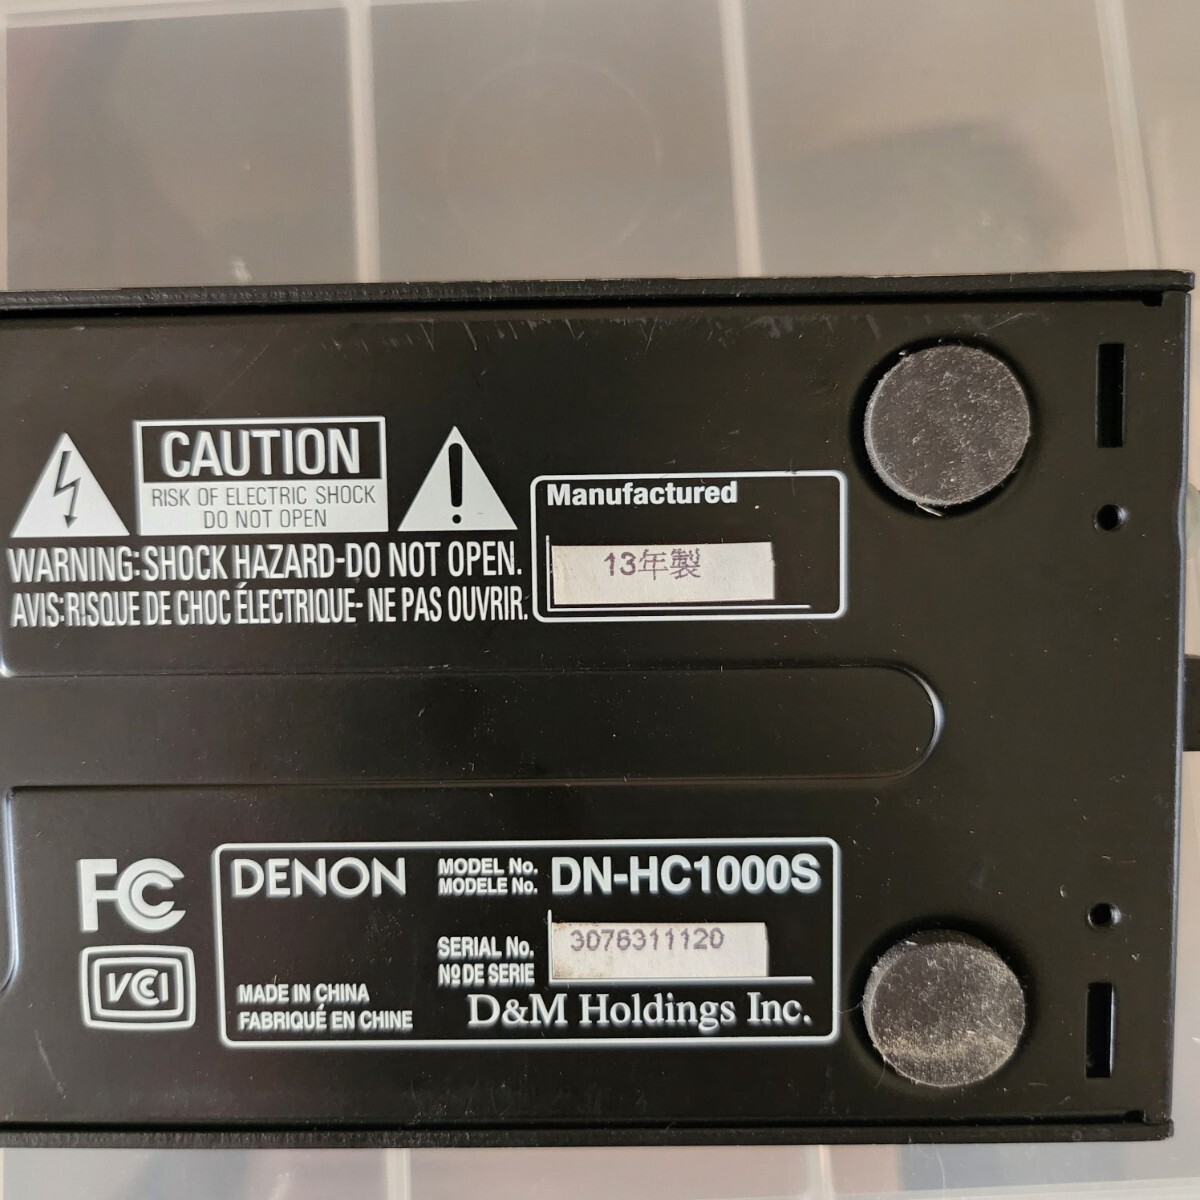 CAUTION
RISK OF ELECTRIC SHOCK
DO NOT OPEN
WARNING:SHOCK HAZARD-DO NOT OPEN.
AVIS:RISQUE DE CHOC ÉLECTRIQUE- NE PAS OUVRIR.
Manufactured
13年製
FC
VCI
DENON
MODEL No.
MODELE No.
DN-HC1000S
SERIAL No.
Nº DE SERIE
3076311120
MADE IN CHINA
FABRIQUÉ EN CHINE
D&M Holdings Inc.